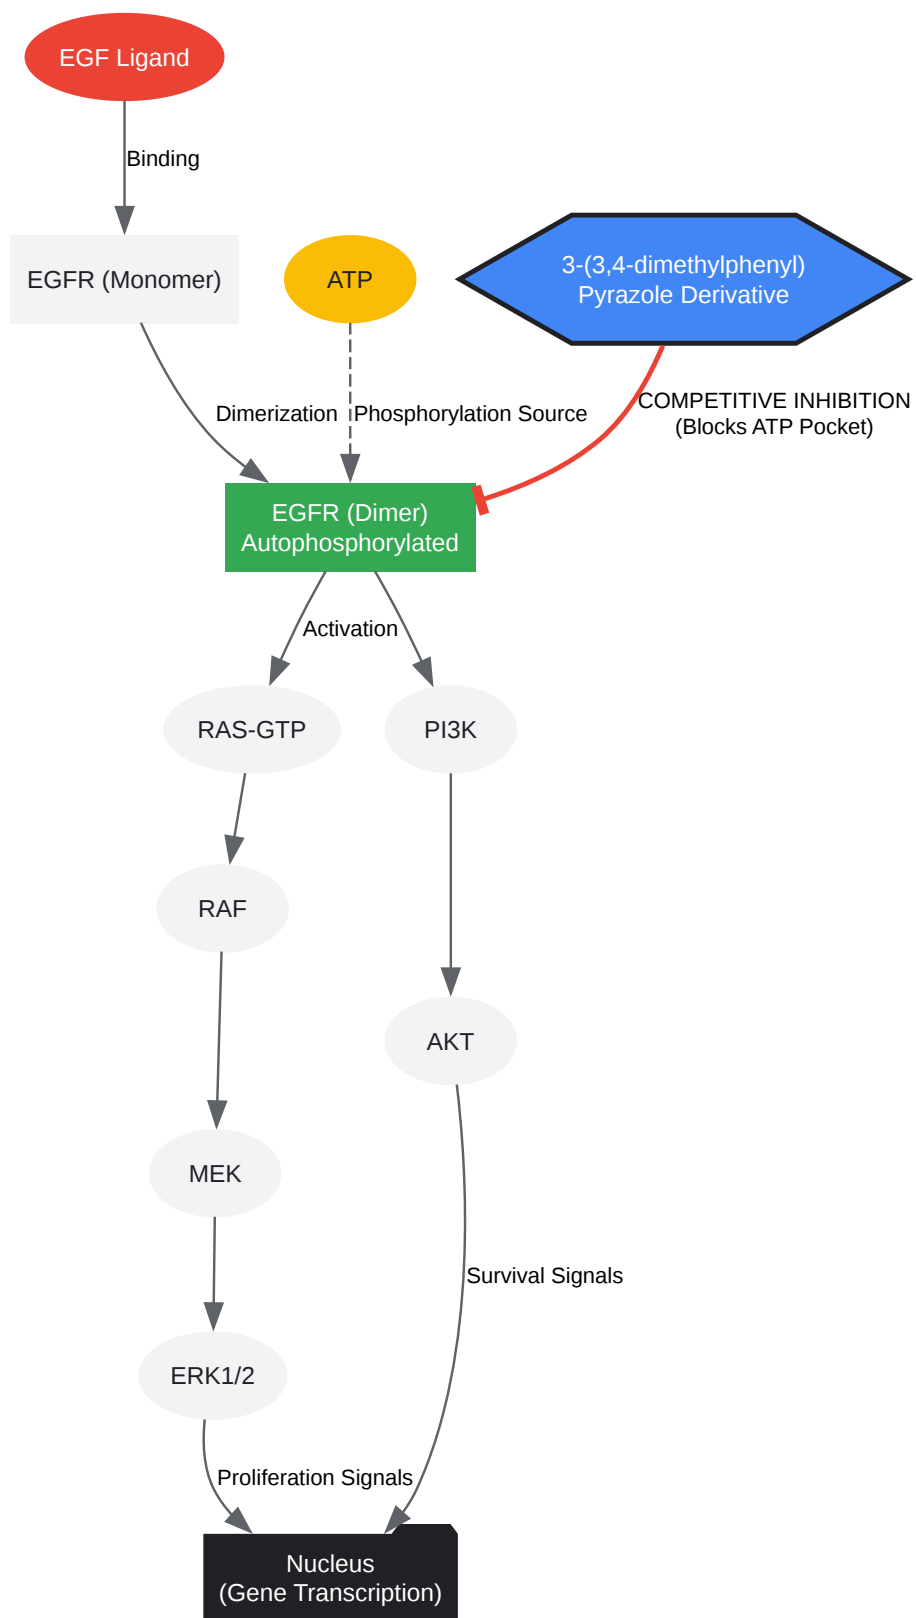 EGF Ligand
Binding
EGFR (Monomer)
ATP
3-(3,4-dimethylphenyl)
Pyrazole Derivative
Dimerization
Phosphorylation Source
COMPETITIVE INHIBITION
(Blocks ATP Pocket)
EGFR (Dimer)
Autophosphorylated
Activation
RAS-GTP
PI3K
RAF
AKT
MEK
Survival Signals
ERK1/2
Proliferation Signals
Nucleus
(Gene Transcription)